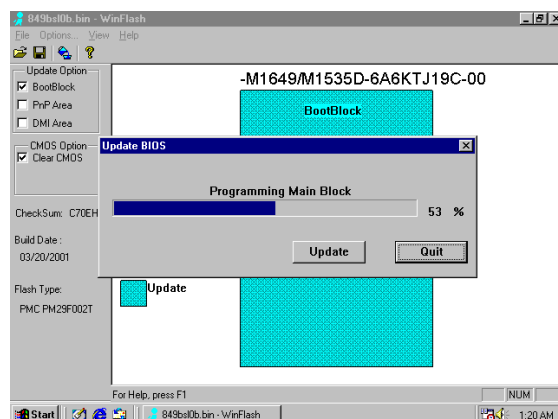 849bsl0b.bin - WinFlash
File Options... View Help
Update Option
BootBlock
PnP Area
DMI Area
CMOS Option
Clear CMOS
CheckSum: C70EH
Build Date :
03/20/2001
Flash Type:
PMC PM29F002T
-M1649/M1535D-6A6KTJ19C-00
BootBlock
Update BIOS
Programming Main Block
53 %
Update Quit
Update
For Help, press F1 NUM
Start 849bsl0b.bin - WinFlash 1:20 AM